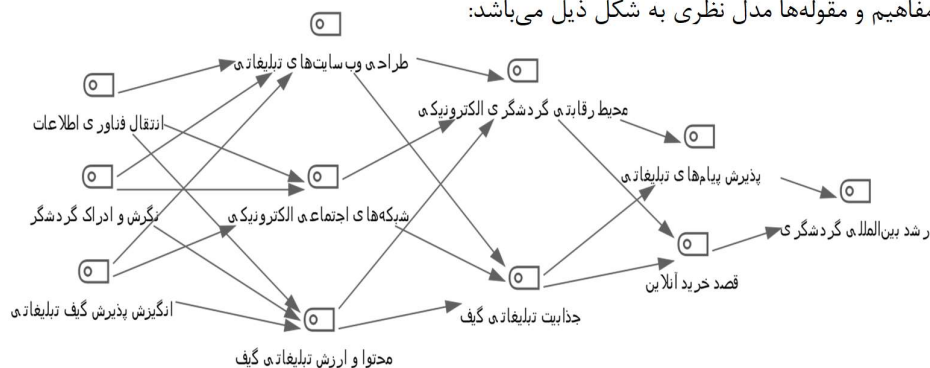 مفاهیم و مقوله‌ها مدل نظری به شکل ذیل می‌باشد:
طراحی وب سایت‌های تبلیغاتی
محیط رقابتی گردشگری الکترونیکی
انتقال فناوری اطلاعات
پذیرش پیام‌های تبلیغاتی
نگرش و ادراک گردشگر
شبکه‌های اجتماعی الکترونیکی
رشد بین‌المللی گردشگری
قصد خرید آنلاین
انگیزش پذیرش گیف تبلیغاتی
جذابیت تبلیغاتی گیف
محتوا و ارزش تبلیغاتی گیف